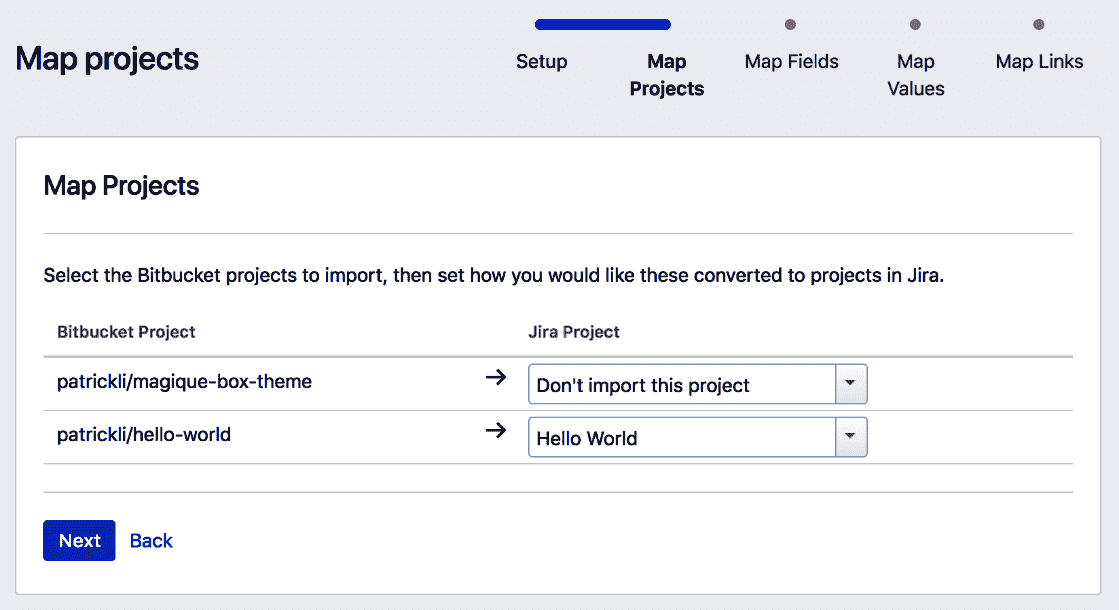 Map projects
Setup
Map Projects
Map Fields
Map Values
Map Links
Map Projects
Select the Bitbucket projects to import, then set how you would like these converted to projects in Jira.
Bitbucket Project Jira Project
patrickli/magique-box-theme → Don't import this project
patrickli/hello-world → Hello World
Next Back